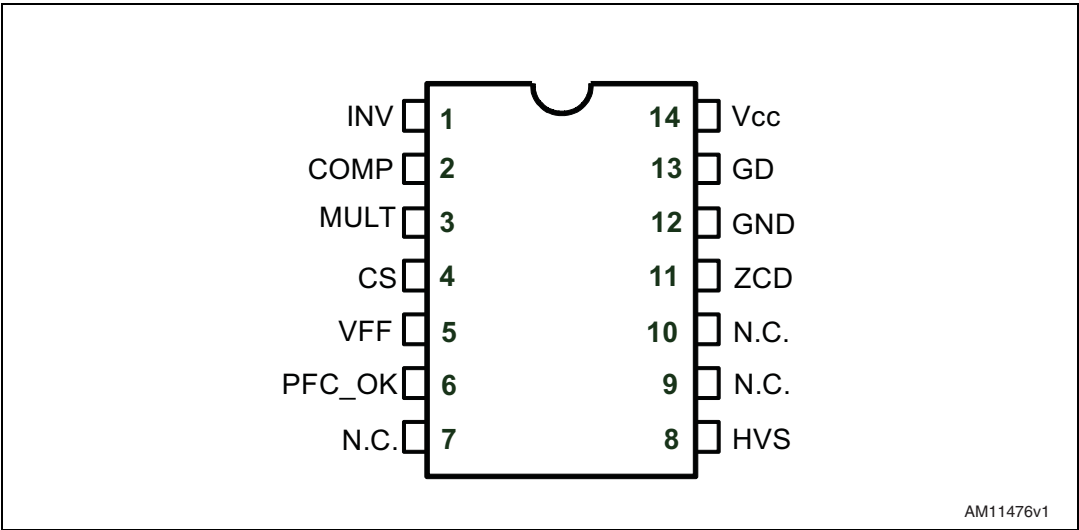 INV 1 14 Vcc
COMP 2 13 GD
MULT 3 12 GND
CS 4 11 ZCD
VFF 5 10 N.C.
PFC_OK 6 9 N.C.
N.C. 7 8 HVS
AM11476v1